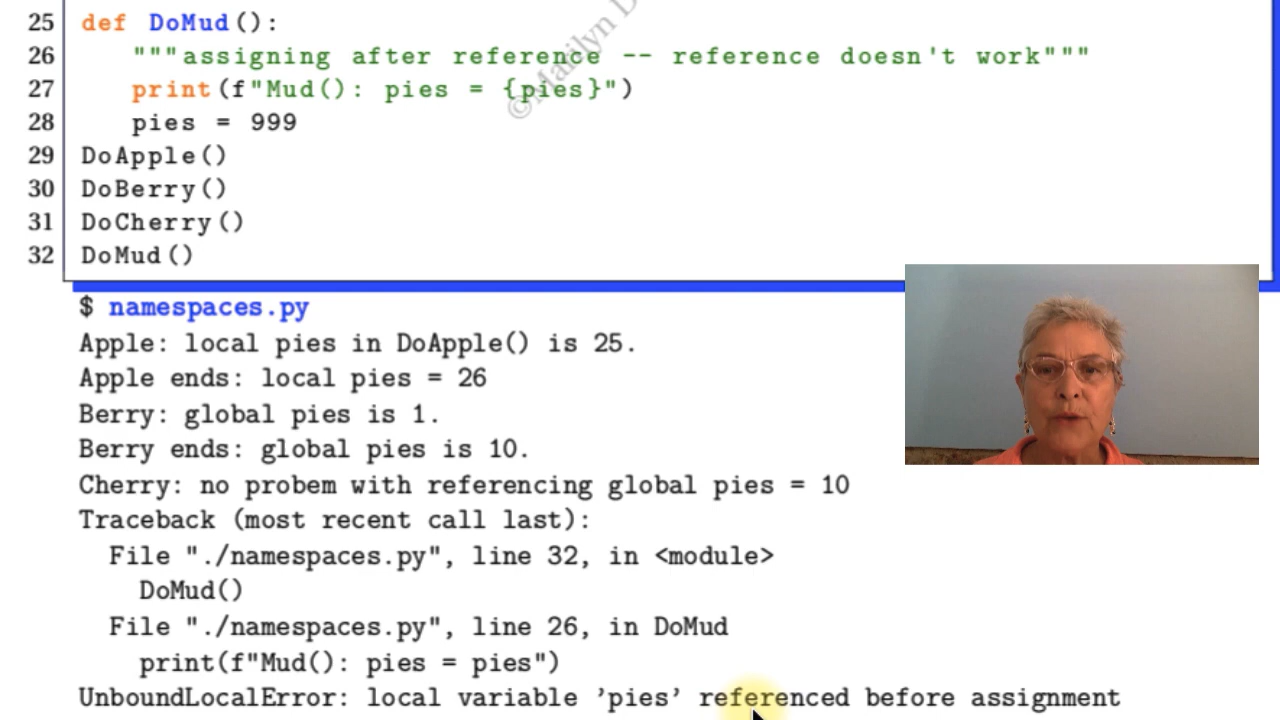 25 def DoMud():
26 """assigning after reference -- reference doesn't work"""
27 print(f"Mud(): pies = {pies}")
28 pies = 999
29 DoApple()
30 DoBerry()
31 DoCherry()
32 DoMud()
©Marilyn D
$ namespaces.py
Apple: local pies in DoApple() is 25.
Apple ends: local pies = 26
Berry: global pies is 1.
Berry ends: global pies is 10.
Cherry: no probem with referencing global pies = 10
Traceback (most recent call last):
File "./namespaces.py", line 32, in <module>
DoMud()
File "./namespaces.py", line 26, in DoMud
print(f"Mud(): pies = pies")
UnboundLocalError: local variable ’pies’ referenced before assignment